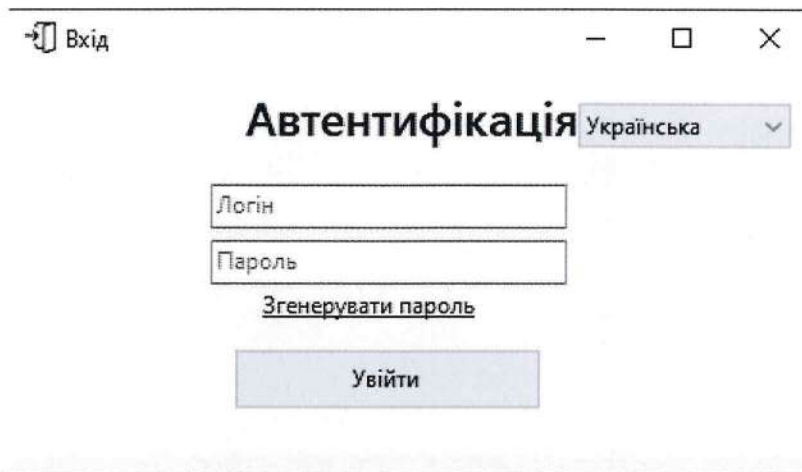 Вхід
Автентифікація
Українська
Логін
Пароль
Згенерувати пароль
Увійти